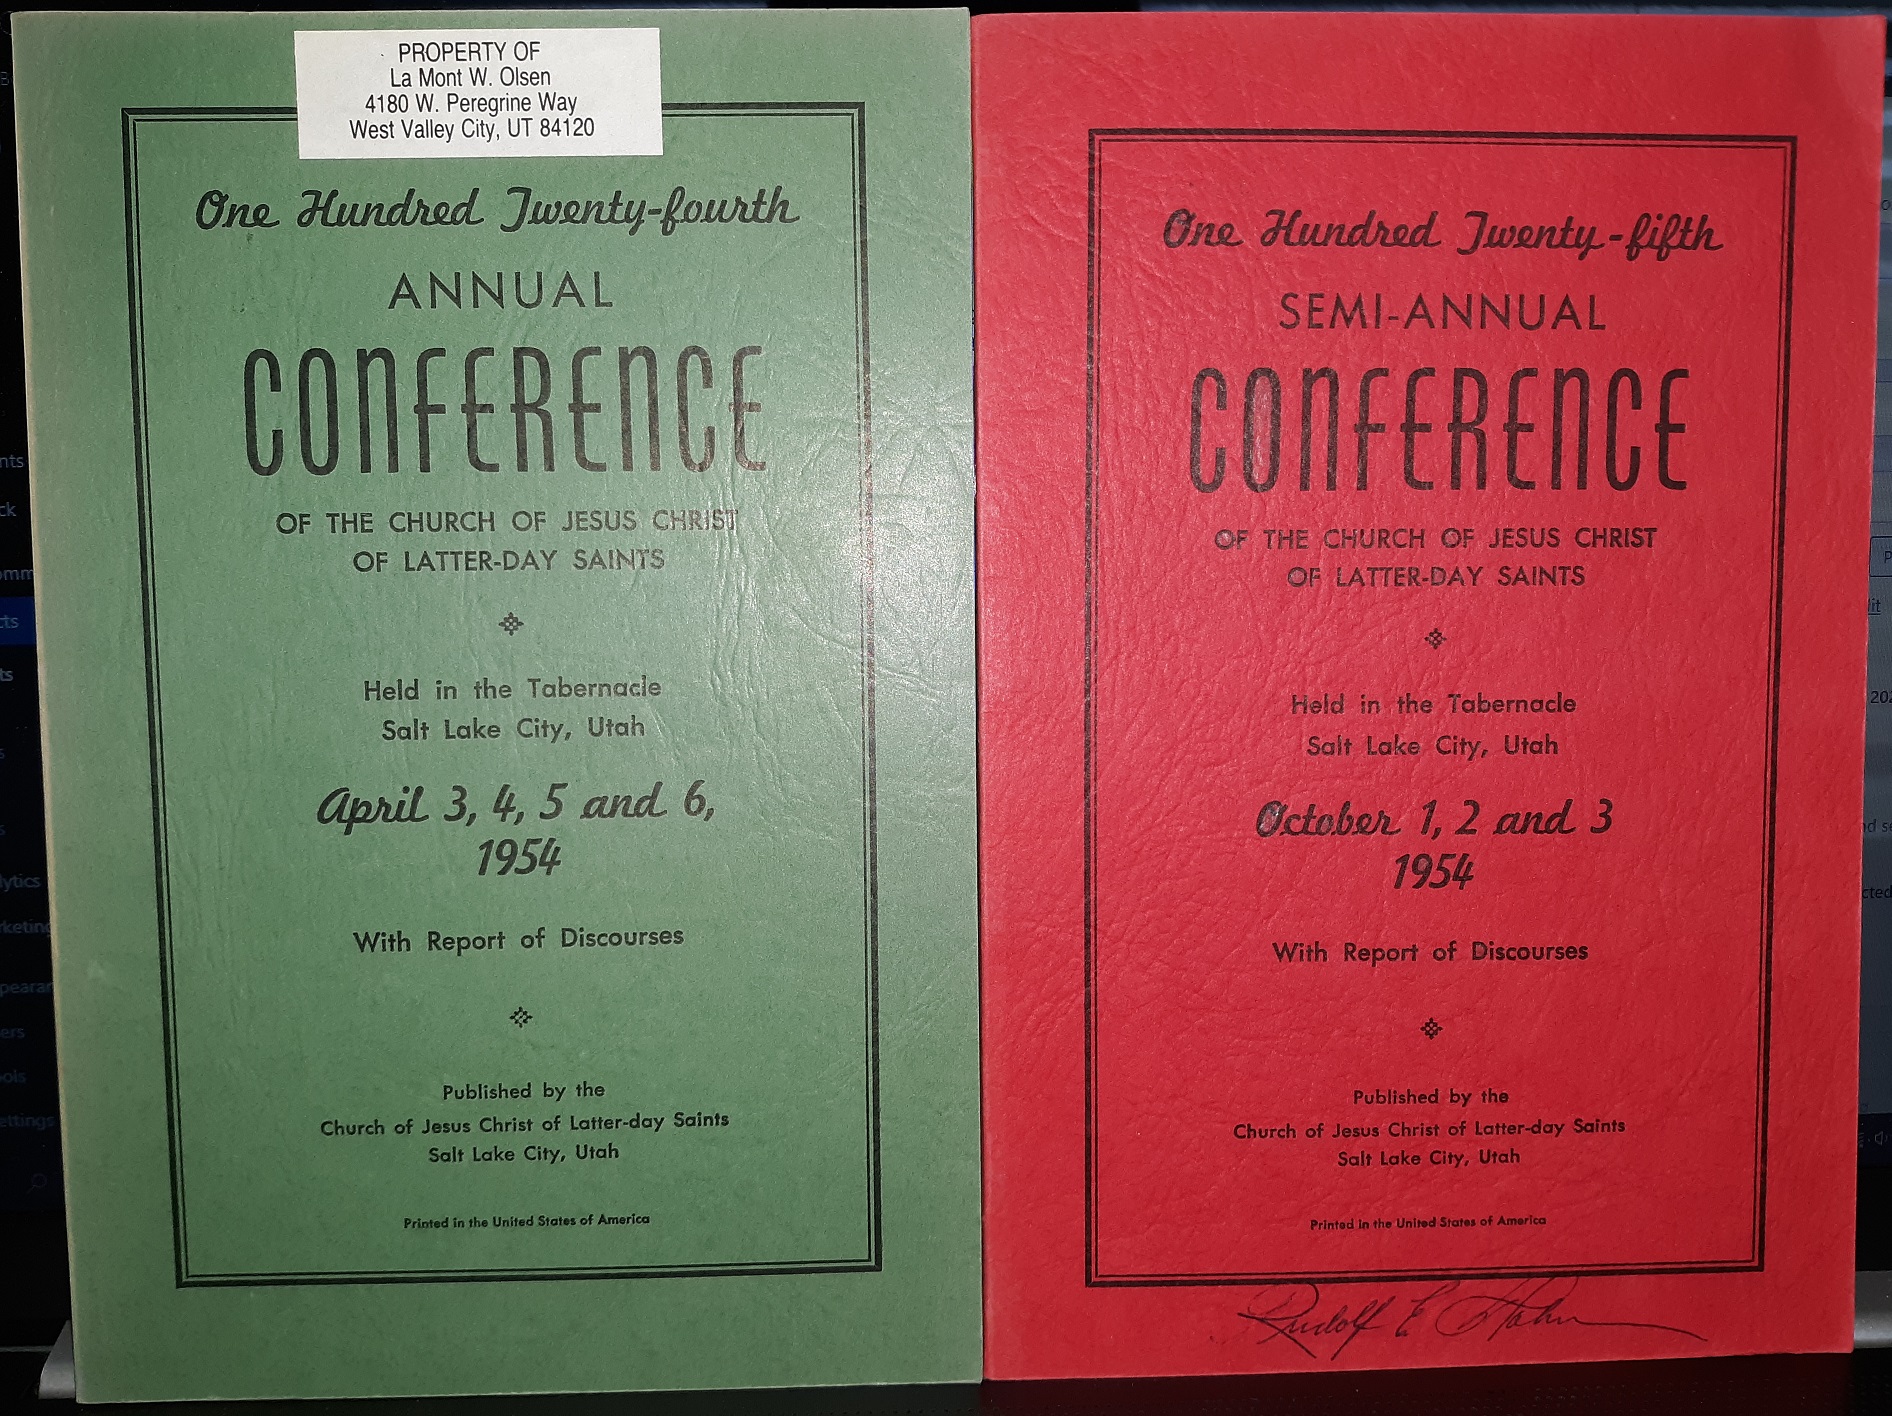 PROPERTY OF
La Mont W. Olsen
4180 W. Peregrine Way
West Valley City, UT 84120
One Hundred Twenty-fourth
ANNUAL
CONFERENCE
OF THE CHURCH OF JESUS CHRIST
OF LATTER-DAY SAINTS
Held in the Tabernacle
Salt Lake City, Utah
April 3, 4, 5 and 6,
1954
With Report of Discourses
Published by the
Church of Jesus Christ of Latter-day Saints
Salt Lake City, Utah
Printed in the United States of America
One Hundred Twenty-fifth
SEMI-ANNUAL
CONFERENCE
OF THE CHURCH OF JESUS CHRIST
OF LATTER-DAY SAINTS
Held in the Tabernacle
Salt Lake City, Utah
October 1, 2 and 3
1954
With Report of Discourses
Published by the
Church of Jesus Christ of Latter-day Saints
Salt Lake City, Utah
Printed in the United States of America
Rudolf E Hahn